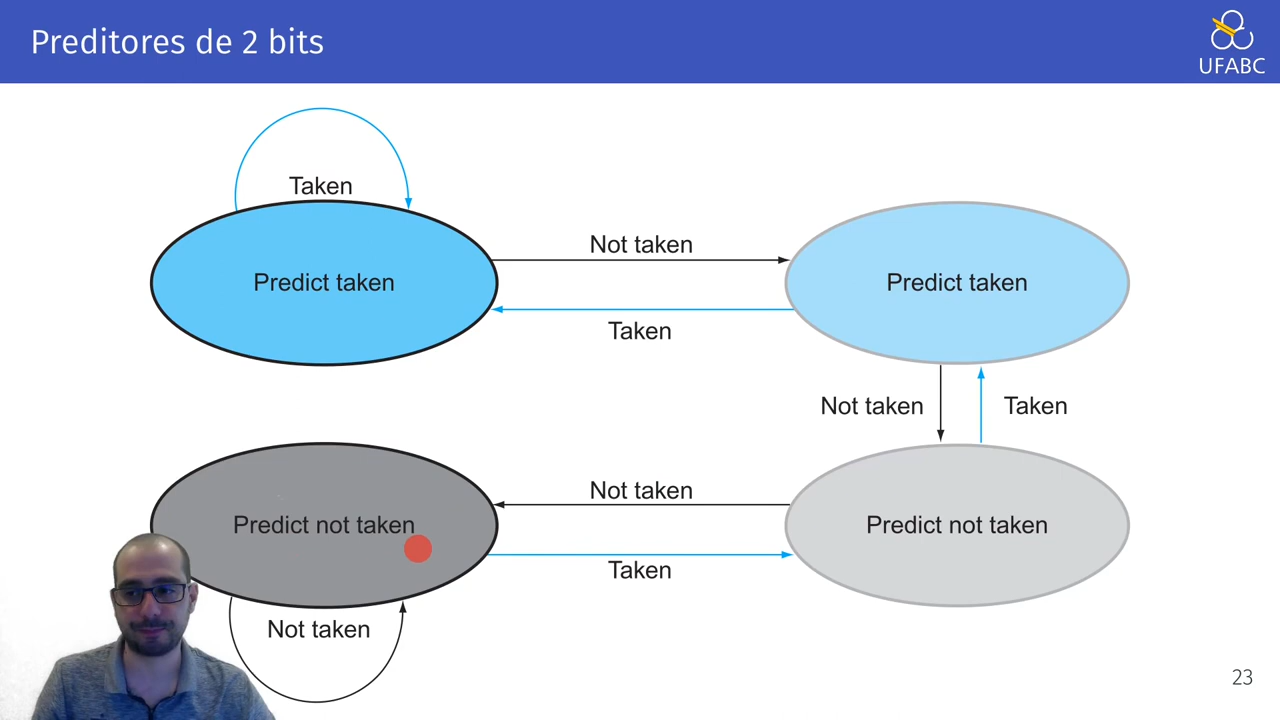 Preditores de 2 bits
UFABC
Taken
Predict taken
Not taken
Taken
Predict taken
Not taken
Taken
Predict not taken
Not taken
Taken
Predict not taken
Not taken
23